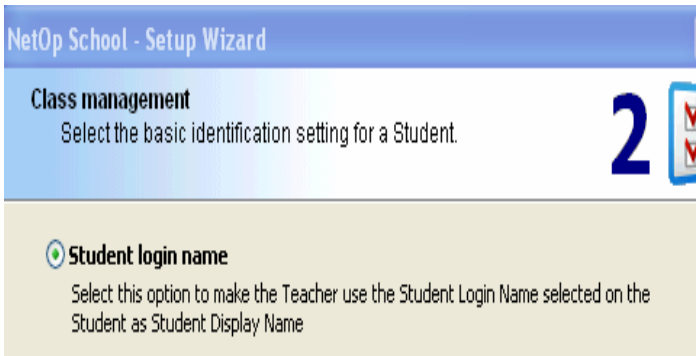 NetOp School - Setup Wizard
Class management
Select the basic identification setting for a Student.
2
Student login name
Select this option to make the Teacher use the Student Login Name selected on the
Student as Student Display Name